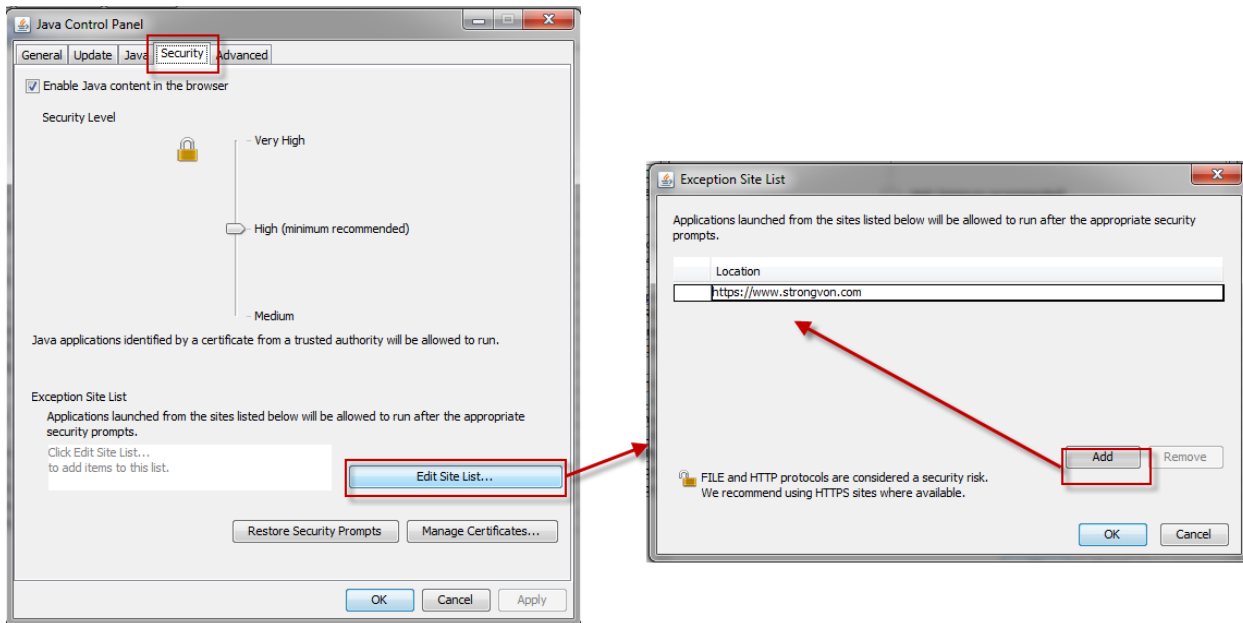 Java Control Panel
General Update Java Security Advanced
Enable Java content in the browser
Security Level
- Very High
- High (minimum recommended)
- Medium
Java applications identified by a certificate from a trusted authority will be allowed to run.
Exception Site List
Applications launched from the sites listed below will be allowed to run after the appropriate
security prompts.
Click Edit Site List...
to add items to this list.
Edit Site List...
Restore Security Prompts
Manage Certificates...
OK
Cancel
Apply
Exception Site List
Applications launched from the sites listed below will be allowed to run after the appropriate security
prompts.
Location
https://www.strongvon.com
Add
Remove
FILE and HTTP protocols are considered a security risk.
We recommend using HTTPS sites where available.
OK
Cancel